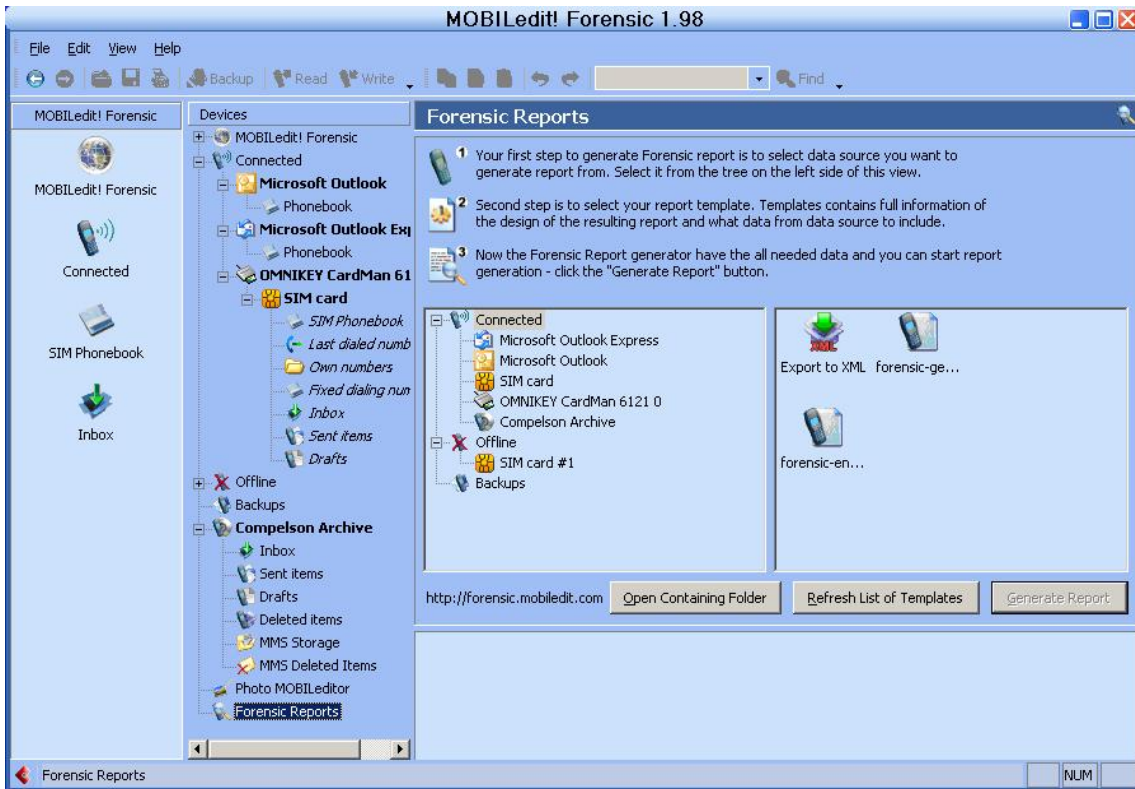 MOBILedit! Forensic 1.98
File Edit View Help
Backup Read Write Find
MOBILedit! Forensic
MOBILedit! Forensic
Connected
SIM Phonebook
Inbox
Devices
MOBILedit! Forensic
Connected
Microsoft Outlook
Phonebook
Microsoft Outlook Exp
Phonebook
OMNIKEY CardMan 61
SIM card
SIM Phonebook
Last dialed numb
Own numbers
Fixed dialing num
Inbox
Sent items
Drafts
Offline
Backups
Compelson Archive
Inbox
Sent items
Drafts
Deleted items
MMS Storage
MMS Deleted Items
Photo MOBILeditor
Forensic Reports
Forensic Reports
1 Your first step to generate Forensic report is to select data source you want to
generate report from. Select it from the tree on the left side of this view.
2 Second step is to select your report template. Templates contains full information of
the design of the resulting report and what data from data source to include.
3 Now the Forensic Report generator have the all needed data and you can start report
generation - click the "Generate Report" button.
Connected
Microsoft Outlook Express
Microsoft Outlook
SIM card
OMNIKEY CardMan 6121 0
Compelson Archive
Offline
SIM card #1
Backups
XML
Export to XML forensic-ge...
forensic-en...
http://forensic.mobiledit.com Open Containing Folder Refresh List of Templates Generate Report
Forensic Reports NUM